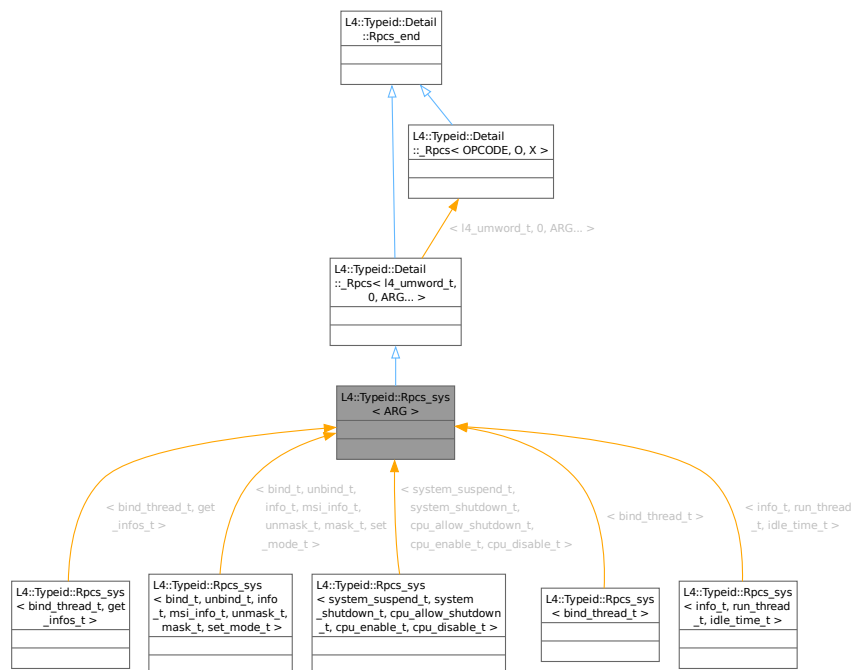 L4::Typeid::Detail
::Rpcs_end
L4::Typeid::Detail
::_Rpcs< OPCODE, O, X >
< l4_umword_t, 0, ARG... >
L4::Typeid::Detail
::_Rpcs< l4_umword_t,
0, ARG... >
L4::Typeid::Rpcs_sys
< ARG >
< bind_thread_t, get
_infos_t >
< bind_t, unbind_t,
info_t, msi_info_t,
unmask_t, mask_t, set
_mode_t >
< system_suspend_t,
system_shutdown_t,
cpu_allow_shutdown_t,
cpu_enable_t, cpu_disable_t >
< bind_thread_t >
< info_t, run_thread
_t, idle_time_t >
L4::Typeid::Rpcs_sys
< bind_thread_t, get
_infos_t >
L4::Typeid::Rpcs_sys
< bind_t, unbind_t, info
_t, msi_info_t, unmask_t,
mask_t, set_mode_t >
L4::Typeid::Rpcs_sys
< system_suspend_t, system
_shutdown_t, cpu_allow_shutdown
_t, cpu_enable_t, cpu_disable_t >
L4::Typeid::Rpcs_sys
< bind_thread_t >
L4::Typeid::Rpcs_sys
< info_t, run_thread
_t, idle_time_t >